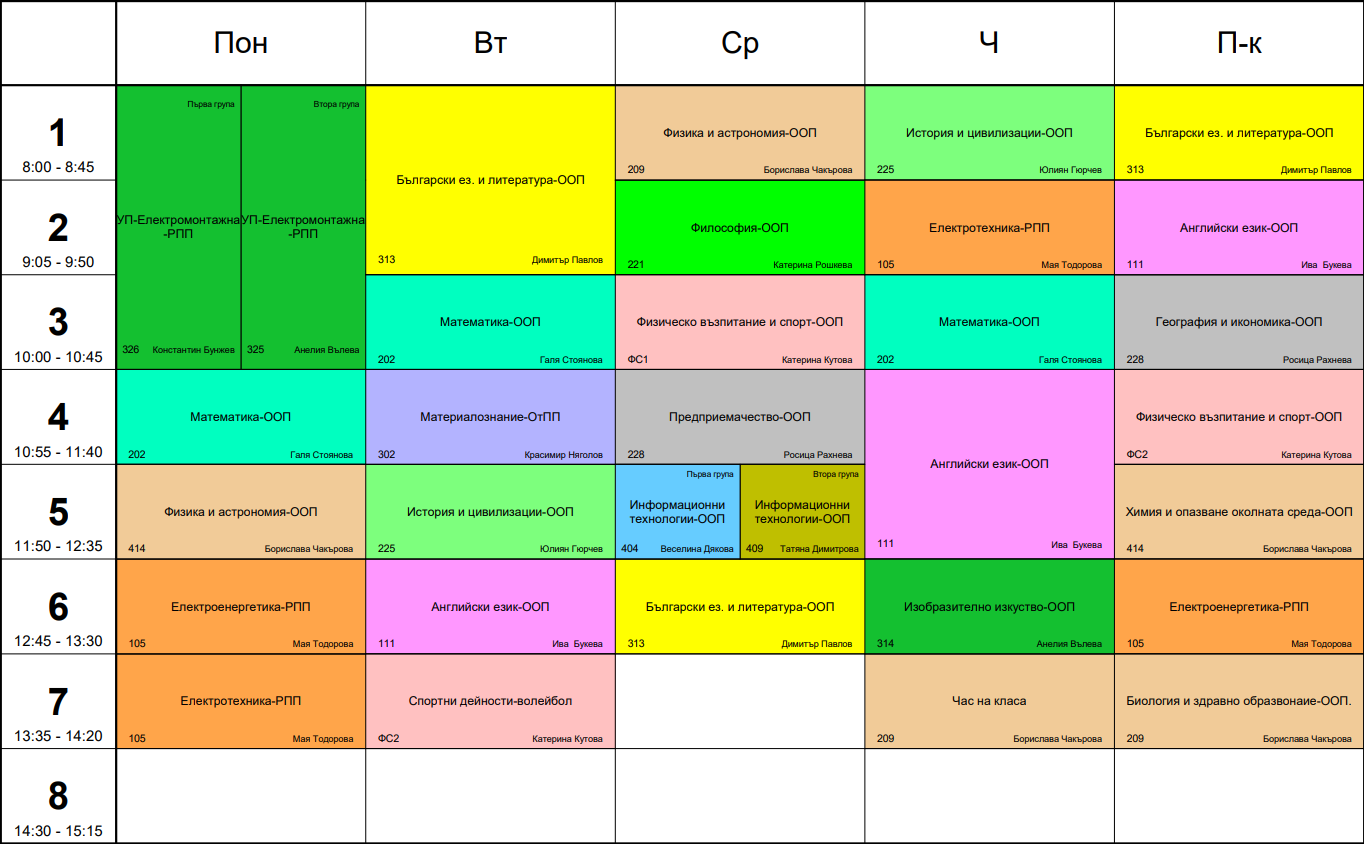 Пон Вт Ср Ч П-к
1
8:00 - 8:45
Първа група
Втора група
УП-Електромонтажна
-РПП
УП-Електромонтажна
-РПП
326 Константин Бунжев
325 Анелия Вълева
Български ез. и литература-ООП
313 Димитър Павлов
Физика и астрономия-ООП
209 Борислава Чакърова
История и цивилизации-ООП
225 Юлиян Гюрчев
Български ез. и литература-ООП
313 Димитър Павлов
2
9:05 - 9:50
Философия-ООП
221 Катерина Рошкева
Електротехника-РПП
105 Мая Тодорова
Английски език-ООП
111 Ива Букева
3
10:00 - 10:45
Математика-ООП
202 Галя Стоянова
Физическо възпитание и спорт-ООП
ФС1 Катерина Кутова
Математика-ООП
202 Галя Стоянова
География и икономика-ООП
228 Росица Рахнева
4
10:55 - 11:40
Математика-ООП
202 Галя Стоянова
Материалознание-ОтПП
302 Красимир Няголов
Предприемачество-ООП
228 Росица Рахнева
Английски език-ООП
111 Ива Букева
Физическо възпитание и спорт-ООП
ФС2 Катерина Кутова
5
11:50 - 12:35
Физика и астрономия-ООП
414 Борислава Чакърова
История и цивилизации-ООП
225 Юлиян Гюрчев
Първа група
Информационни
технологии-ООП
404 Веселина Дякова
Втора група
Информационни
технологии-ООП
409 Татяна Димитрова
Химия и опазване околната среда-ООП
414 Борислава Чакърова
6
12:45 - 13:30
Електроенергетика-РПП
105 Мая Тодорова
Английски език-ООП
111 Ива Букева
Български ез. и литература-ООП
313 Димитър Павлов
Изобразително изкуство-ООП
314 Анелия Вълева
Електроенергетика-РПП
105 Мая Тодорова
7
13:35 - 14:20
Електротехника-РПП
105 Мая Тодорова
Спортни дейности-волейбол
ФС2 Катерина Кутова
Час на класа
209 Борислава Чакърова
Биология и здравно образвонаие-ООП.
209 Борислава Чакърова
8
14:30 - 15:15